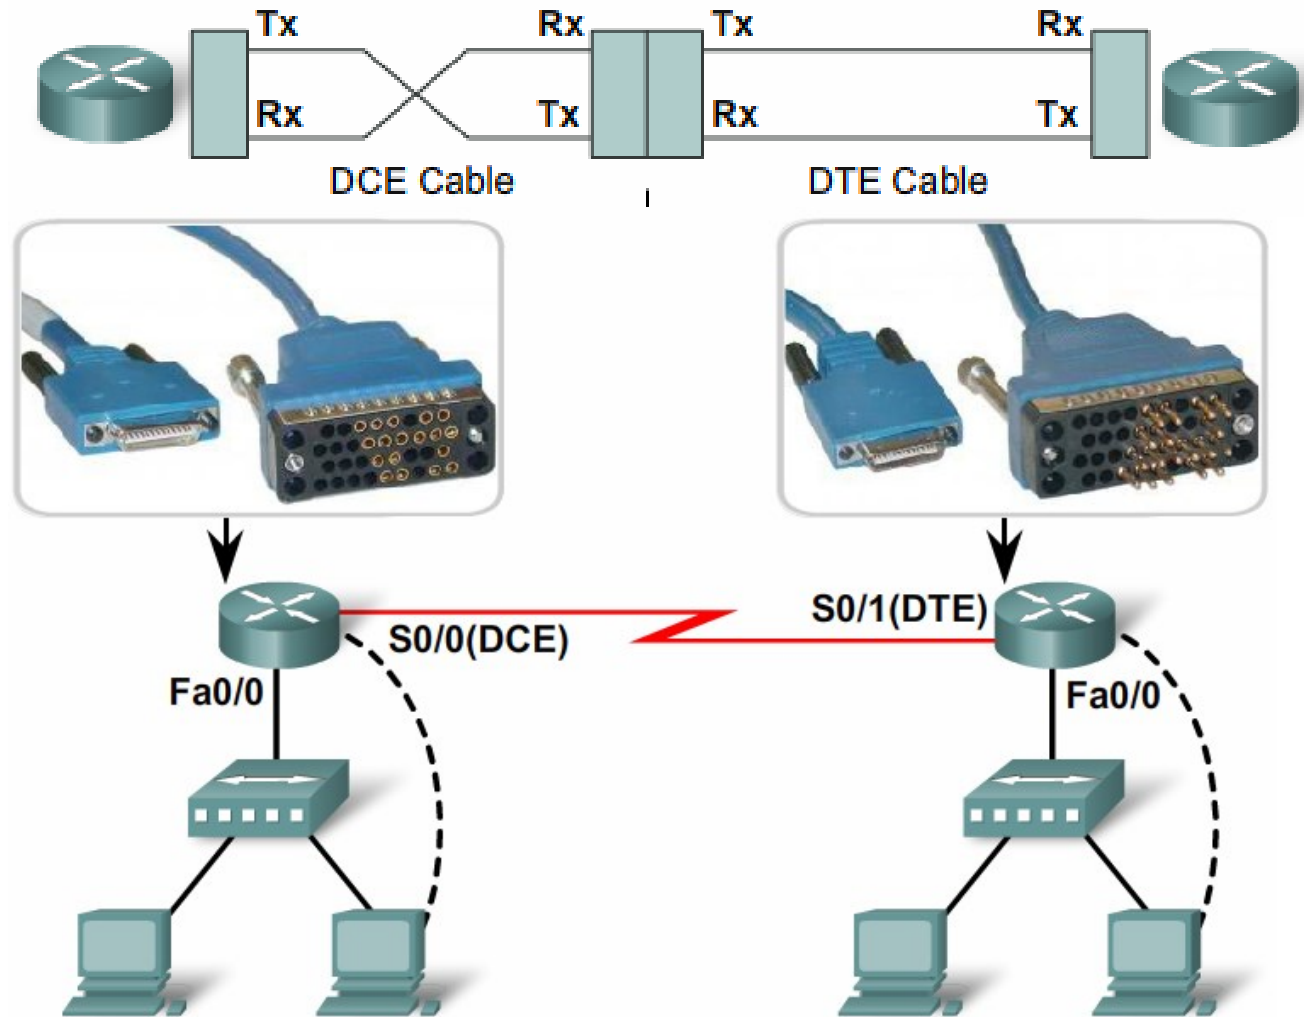 Tx Rx Tx Rx
Rx Tx Rx Tx
DCE Cable DTE Cable
S0/0(DCE) S0/1(DTE)
Fa0/0 Fa0/0